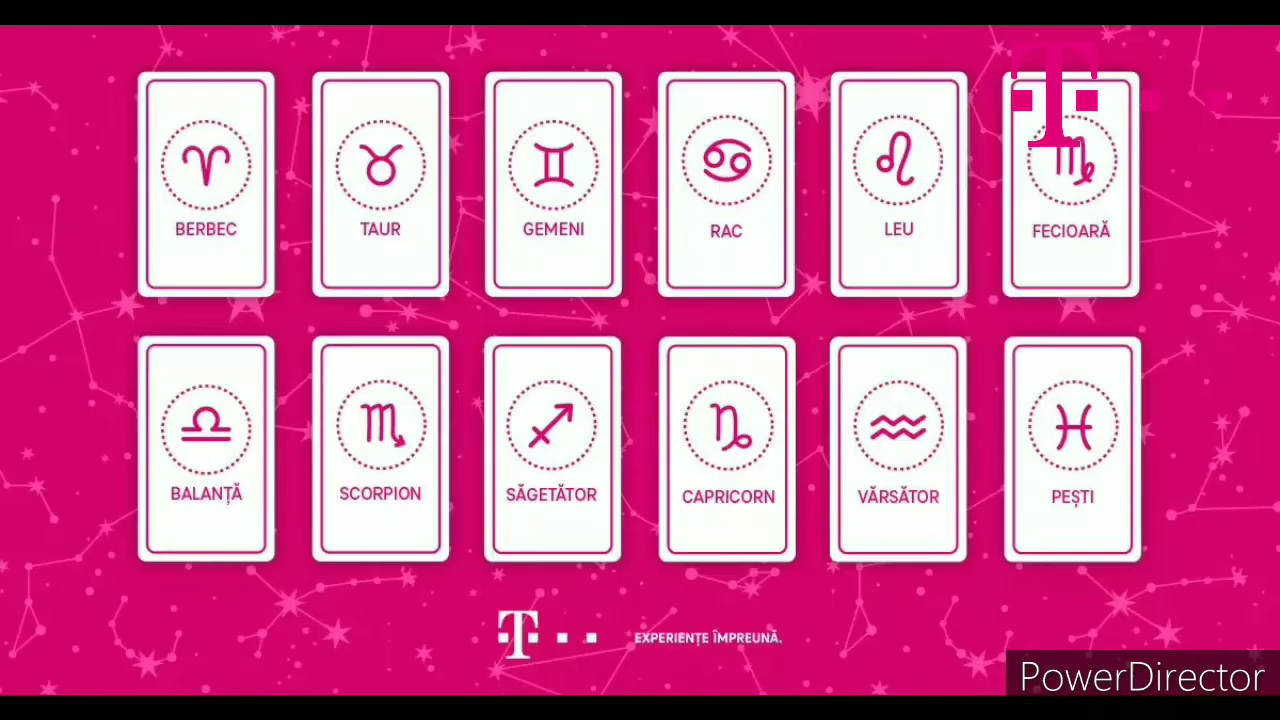 BERBEC
TAUR
GEMENI
RAC
LEU
FECIOARĂ
BALANȚĂ
SCORPION
SĂGETĂTOR
CAPRICORN
VĂRSĂTOR
PEȘTI
T
T
EXPERIENȚE ÎMPREUNĂ.
PowerDirector